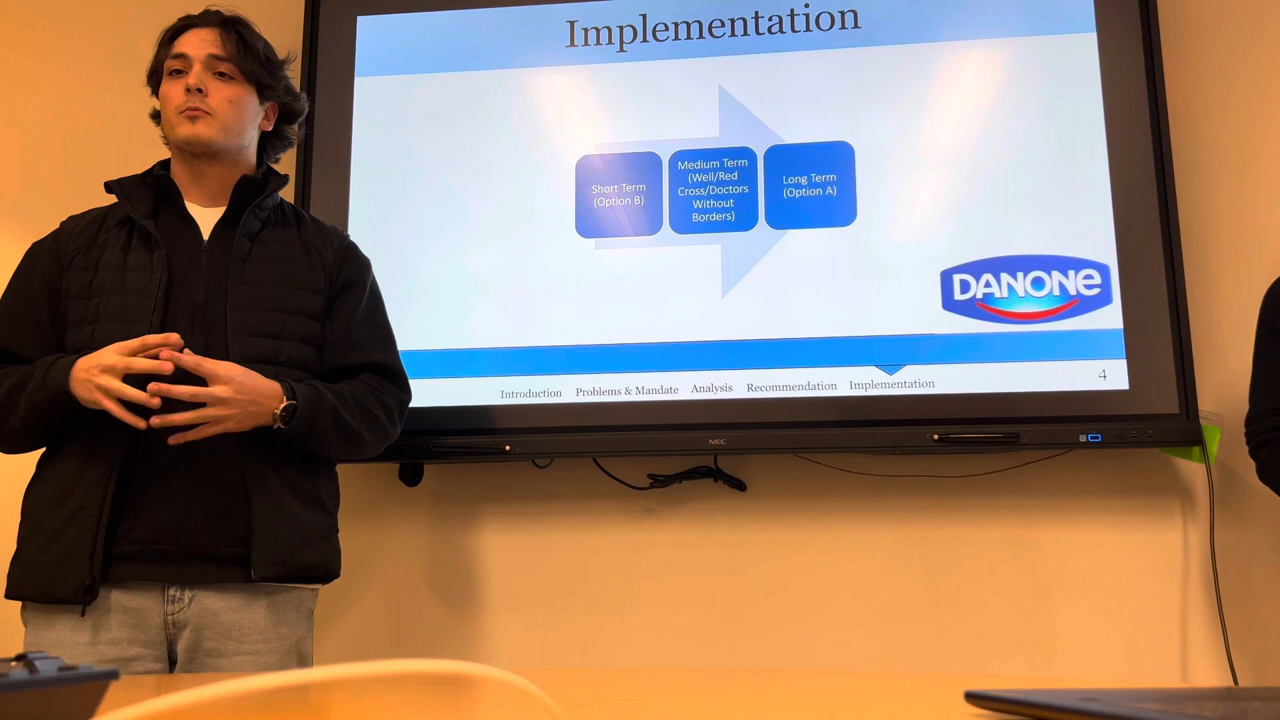 Implementation
Short Term
(Option B)
Medium Term
(Well/Red
Cross/Doctors
Without
Borders)
Long Term
(Option A)
DANONE
Introduction Problems & Mandate Analysis Recommendation Implementation
4
NEC